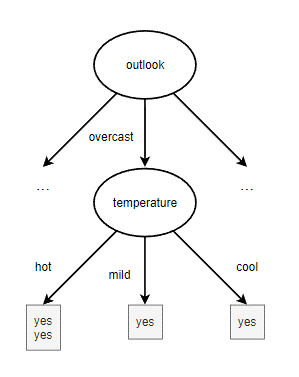 outlook
overcast
...
...
temperature
hot
mild
cool
yes
yes
yes
yes